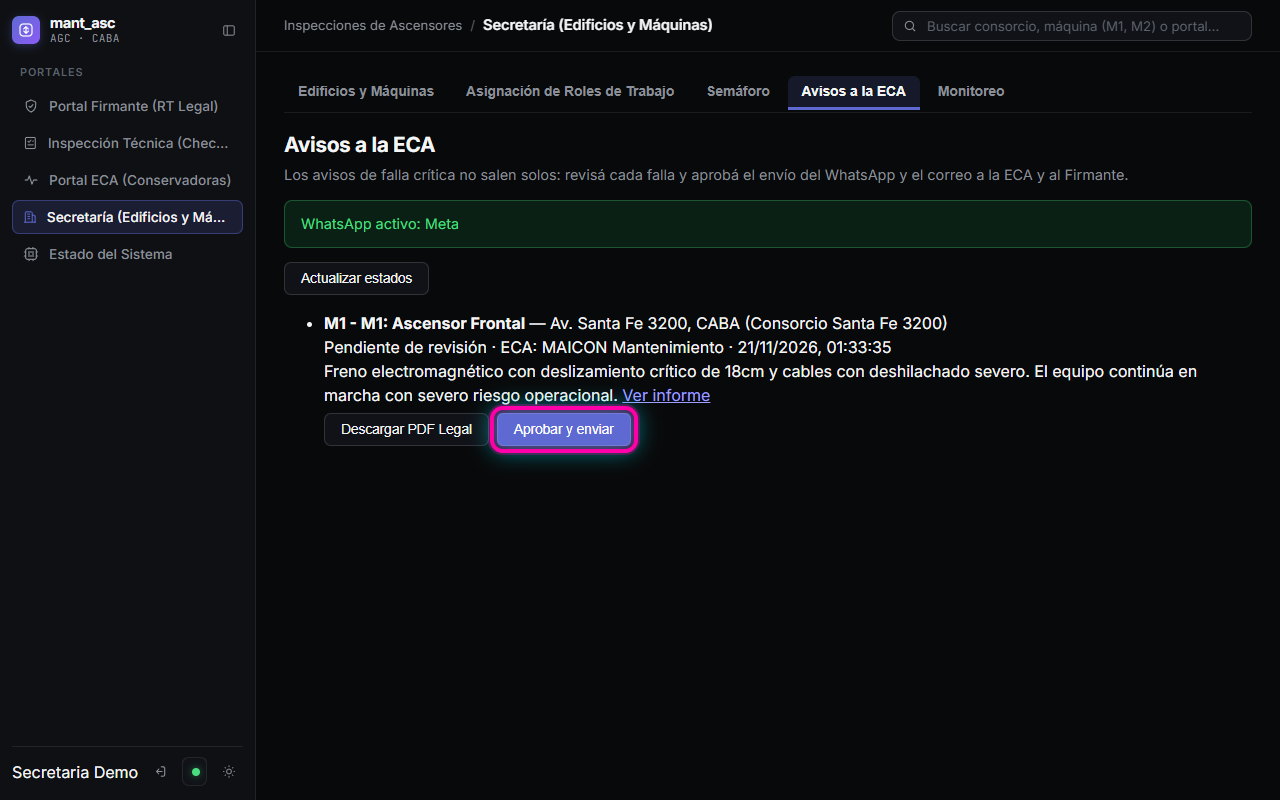 mant_asc
AGC · CABA
PORTALES
Portal Firmante (RT Legal)
Inspección Técnica (Chec...
Portal ECA (Conservadoras)
Secretaría (Edificios y Má...
Estado del Sistema
Secretaria Demo
Inspecciones de Ascensores / Secretaría (Edificios y Máquinas)
Buscar consorcio, máquina (M1, M2) o portal...
Edificios y Máquinas Asignación de Roles de Trabajo Semáforo Avisos a la ECA Monitoreo
Avisos a la ECA
Los avisos de falla crítica no salen solos: revisá cada falla y aprobá el envío del WhatsApp y el correo a la ECA y al Firmante.
WhatsApp activo: Meta
Actualizar estados
• M1 - M1: Ascensor Frontal — Av. Santa Fe 3200, CABA (Consorcio Santa Fe 3200)
Pendiente de revisión · ECA: MAICON Mantenimiento · 21/11/2026, 01:33:35
Freno electromagnético con deslizamiento crítico de 18cm y cables con deshilachado severo. El equipo continúa en
marcha con severo riesgo operacional. Ver informe
Descargar PDF Legal Aprobar y enviar